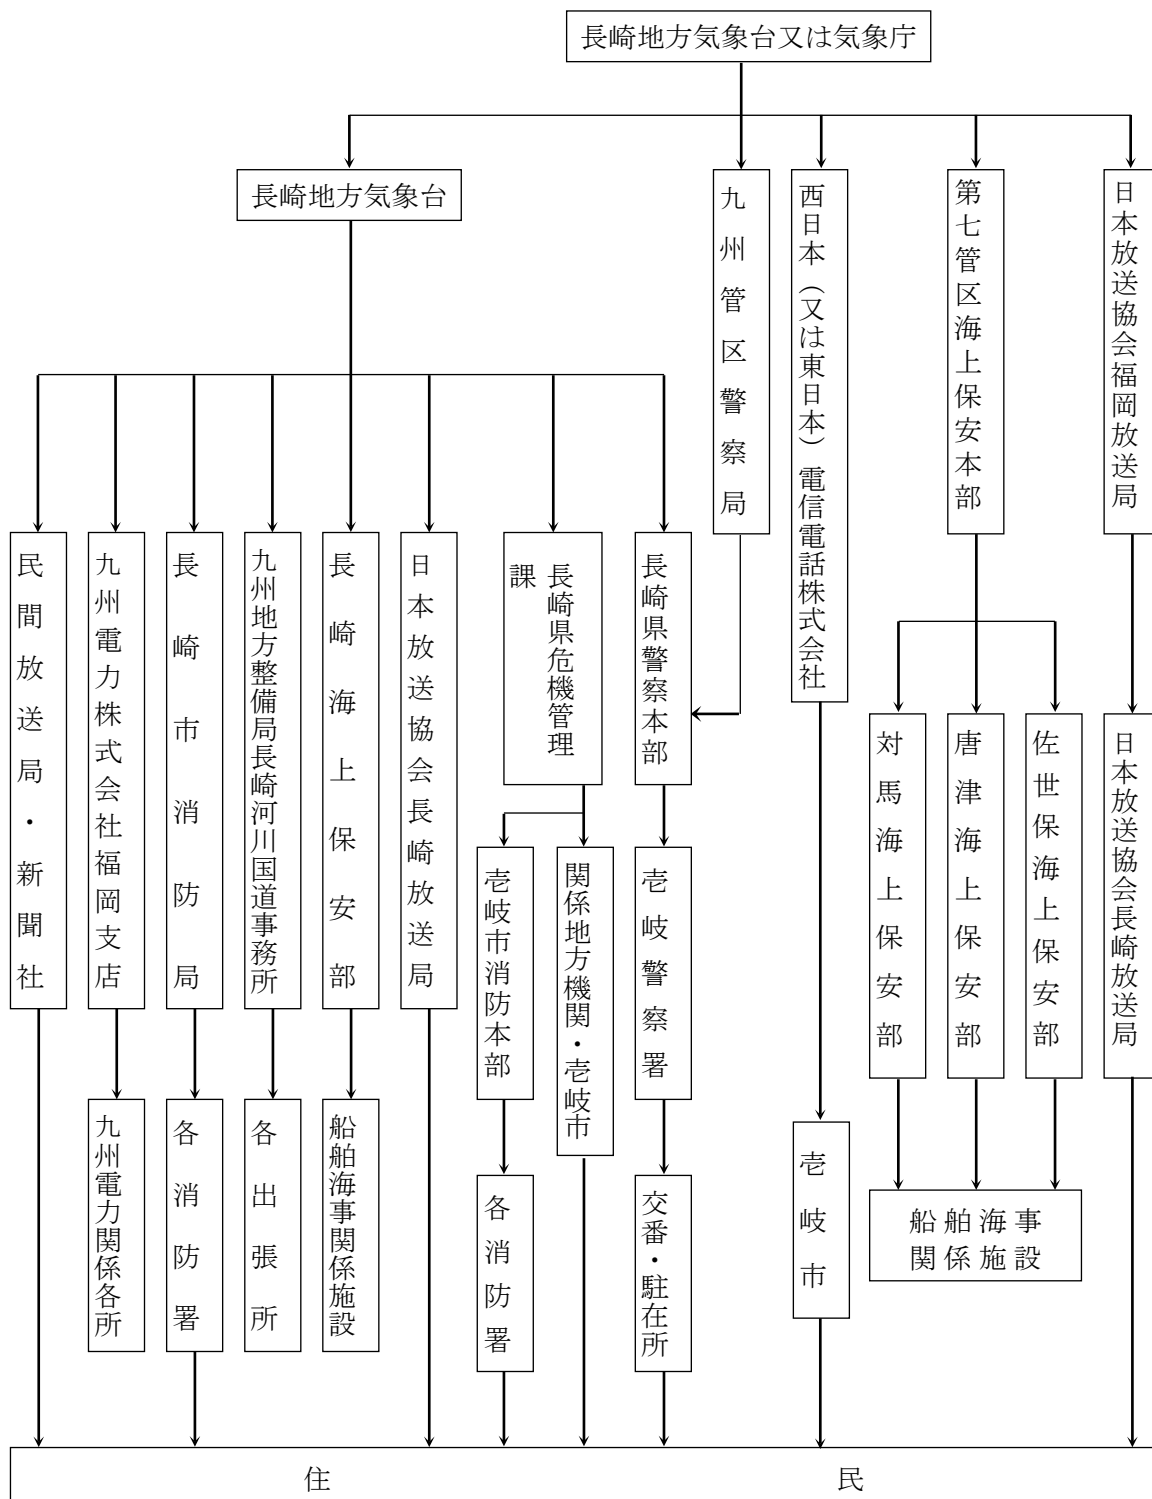 長崎地方気象台又は気象庁
長崎地方気象台
九州管区警察局
西日本（又は東日本）電信電話株式会社
第七管区海上保安本部
日本放送協会福岡放送局
民間放送局・新聞社
九州電力株式会社福岡支店
長崎市消防局
九州地方整備局長崎河川国道事務所
長崎海上保安部
日本放送協会長崎放送局
長崎県危機管理
課
長崎県警察本部
対馬海上保安部
唐津海上保安部
佐世保海上保安部
日本放送協会長崎放送局
壱岐市消防本部
関係地方機関・壱岐市
壱岐警察署
九州電力関係各所
各消防署
各出張所
船舶海事関係施設
各消防署
交番・駐在所
壱岐市
船舶海事
関係施設
住民